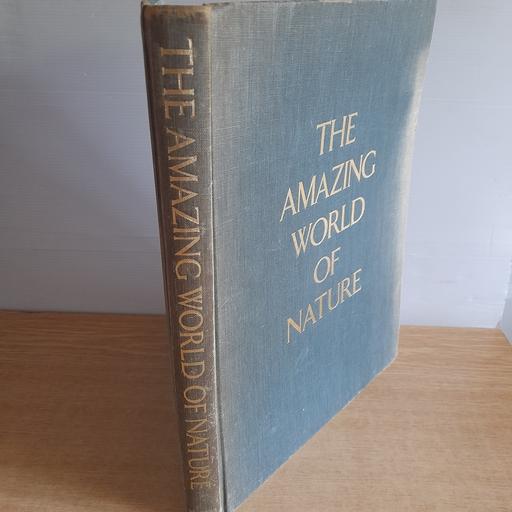 THE AMAZING WORLD OF NATURE
THE
AMAZING
WORLD
OF
NATURE